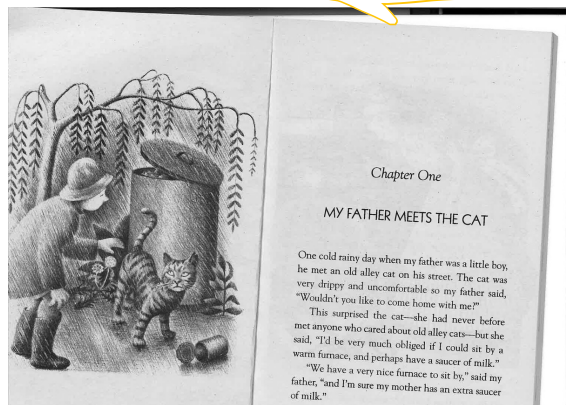 Chapter One
MY FATHER MEETS THE CAT
One cold rainy day when my father was a little boy,
he met an old alley cat on his street. The cat was
very drippy and uncomfortable so my father said,
“Wouldn’t you like to come home with me?”
This surprised the cat—she had never before
met anyone who cared about old alley cats—but she
said, “I’d be very much obliged if I could sit by a
warm furnace, and perhaps have a saucer of milk.”
“We have a very nice furnace to sit by,” said my
father, “and I’m sure my mother has an extra saucer
of milk.”